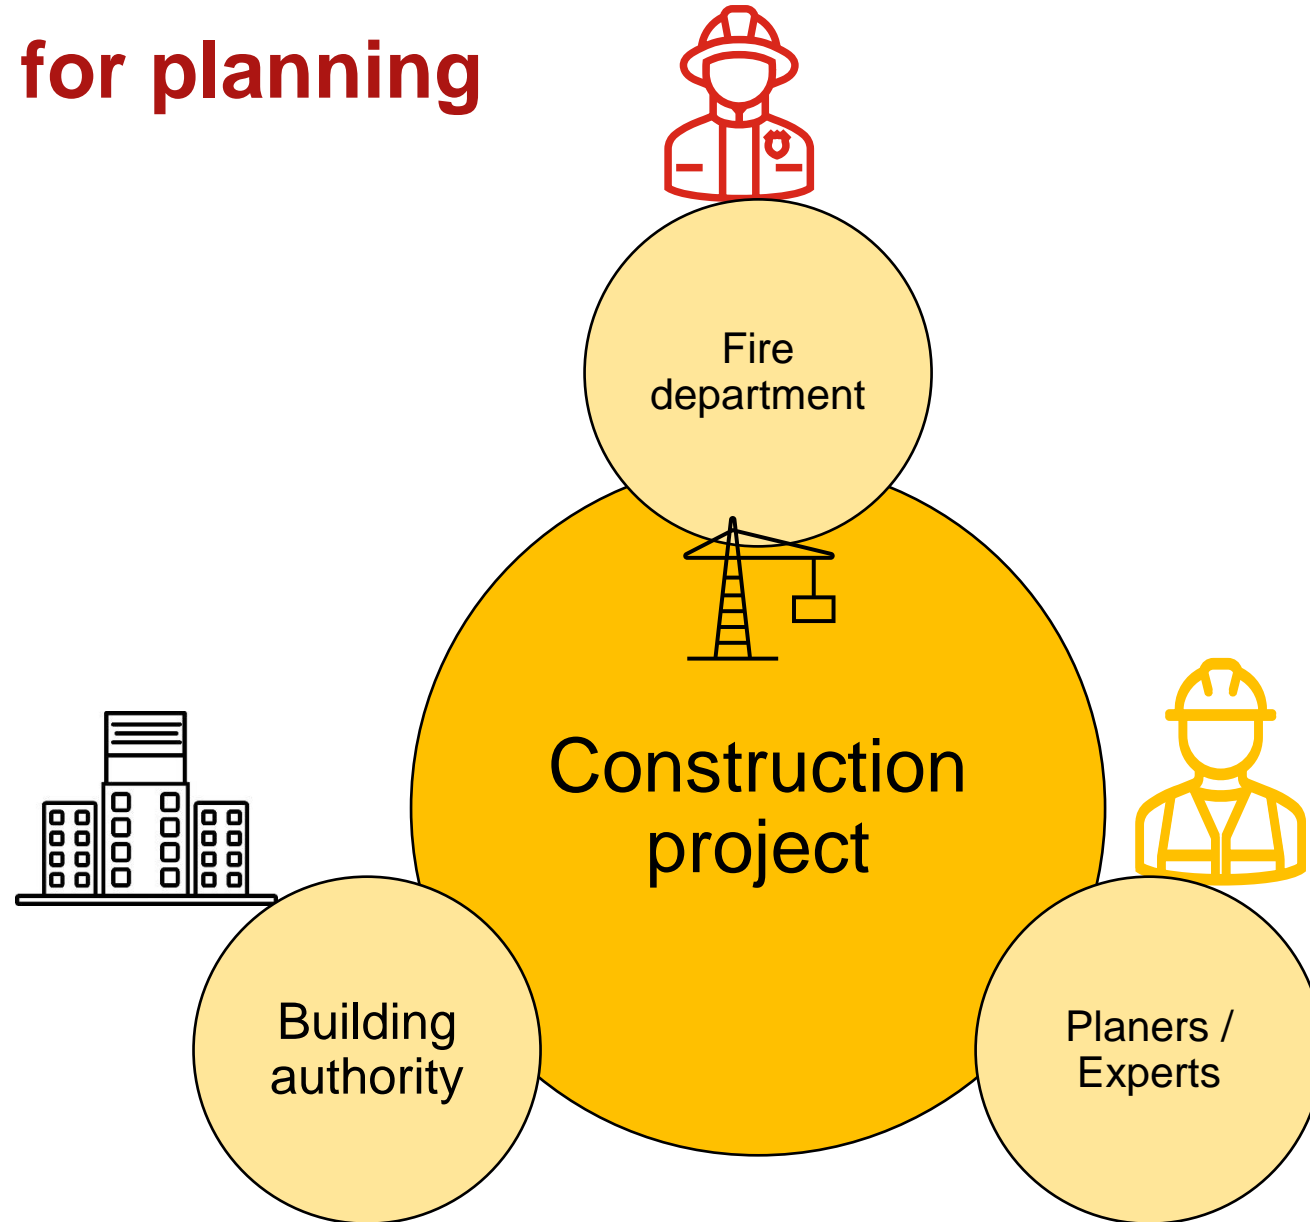 for planning
Fire
department
Construction
project
Building
authority
Planers /
Experts